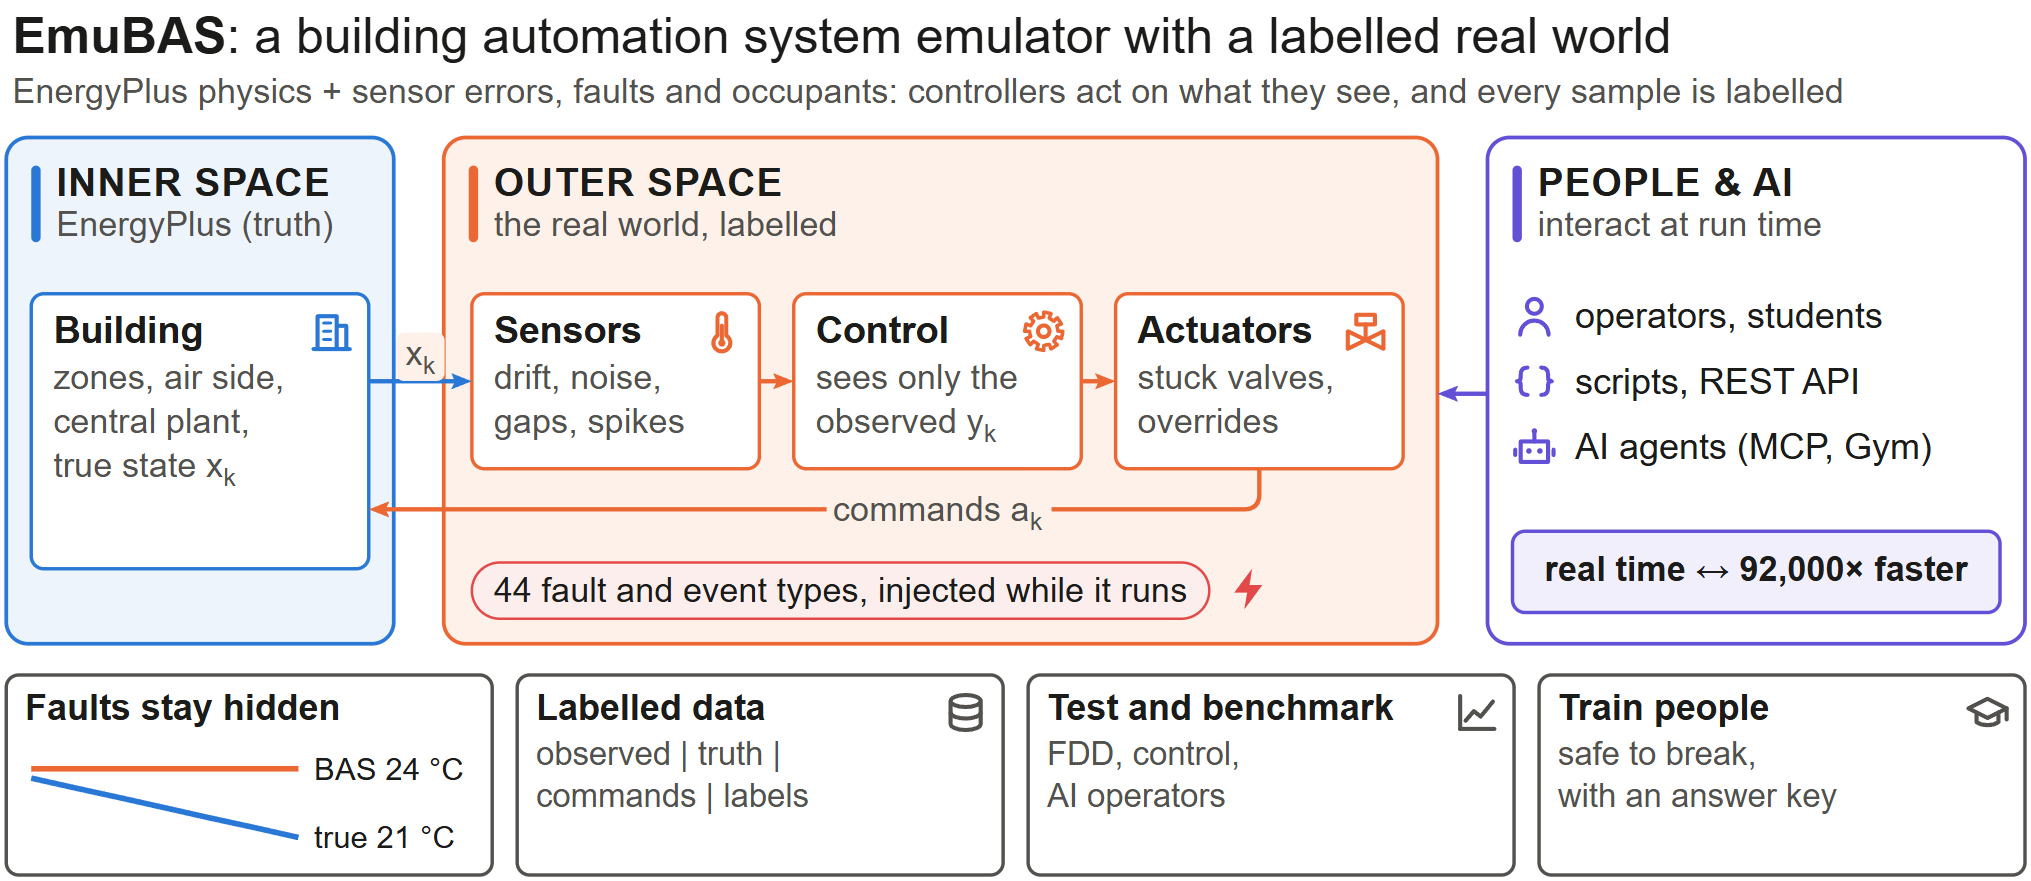 EmuBAS: a building automation system emulator with a labelled real world
EnergyPlus physics + sensor errors, faults and occupants: controllers act on what they see, and every sample is labelled
INNER SPACE
EnergyPlus (truth)
Building
zones, air side,
central plant,
true state xk
xk
OUTER SPACE
the real world, labelled
Sensors
drift, noise,
gaps, spikes
Control
sees only the
observed yk
Actuators
stuck valves,
overrides
commands ak
44 fault and event types, injected while it runs
PEOPLE & AI
interact at run time
operators, students
scripts, REST API
AI agents (MCP, Gym)
real time ↔ 92,000× faster
Faults stay hidden
BAS 24 °C
true 21 °C
Labelled data
observed | truth |
commands | labels
Test and benchmark
FDD, control,
AI operators
Train people
safe to break,
with an answer key